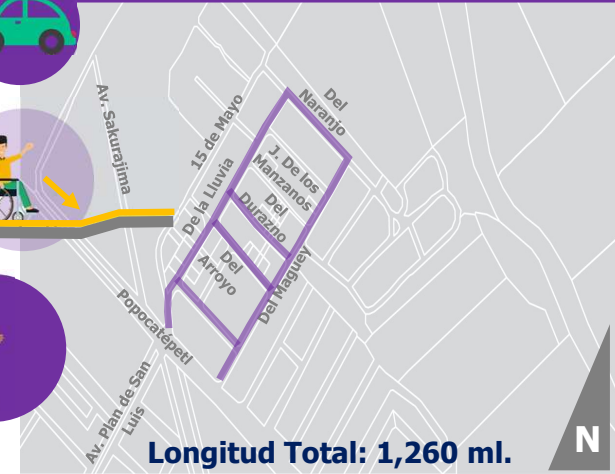 Av. Sakurajima
15 de Mayo
Del
Naranjo
De la Lluvia
J. De los
Manzanos
Del
Durazno
Del
Arroyo
Del Maguey
Popocatépetl
Av. Plan de San
Luis
Longitud Total: 1,260 ml.
N